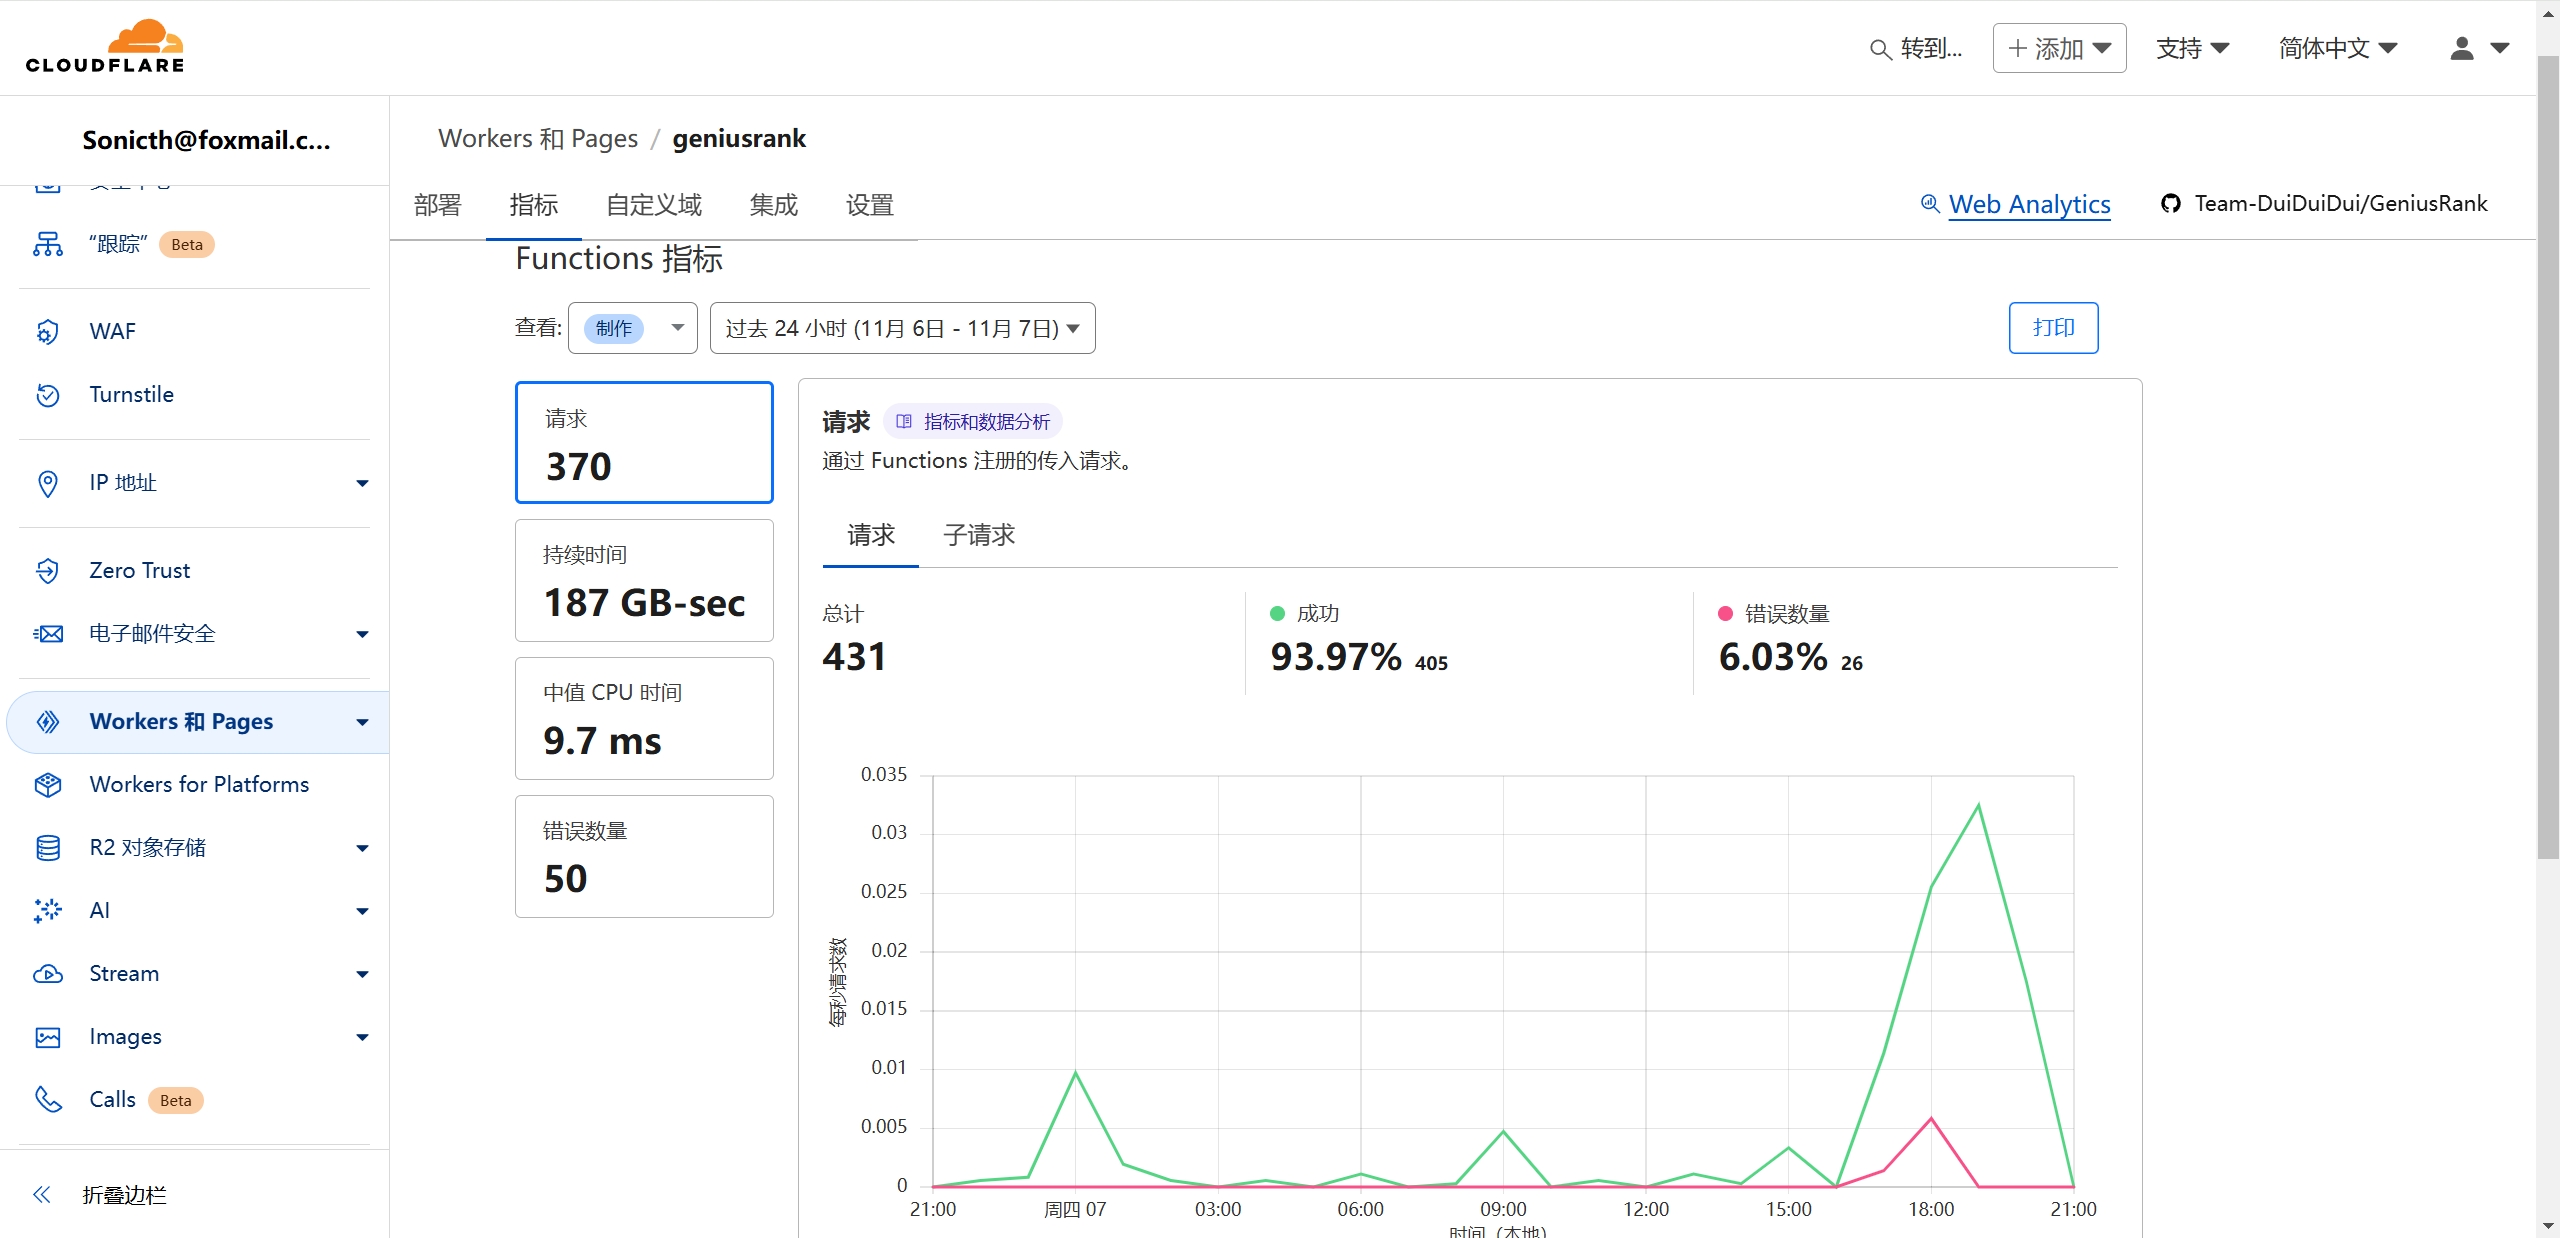 CLOUDFLARE
转到...
添加
支持
简体中文
Sonicth@foxmail.c...
“跟踪” Beta
WAF
Turnstile
IP 地址
Zero Trust
电子邮件安全
Workers 和 Pages
Workers for Platforms
R2 对象存储
AI
Stream
Images
Calls Beta
折叠边栏
Workers 和 Pages / geniusrank
部署 指标 自定义域 集成 设置
Web Analytics
Team-DuiDuiDui/GeniusRank
Functions 指标
查看: 制作 过去 24 小时 (11月 6日 - 11月 7日)
打印
请求
370
持续时间
187 GB-sec
中值 CPU 时间
9.7 ms
错误数量
50
请求 指标和数据分析
通过 Functions 注册的传入请求。
请求 子请求
总计
431
成功
93.97% 405
错误数量
6.03% 26
每秒请求数
0.035
0.03
0.025
0.02
0.015
0.01
0.005
0
21:00 周四 07 03:00 06:00 09:00 12:00 15:00 18:00 21:00
时间（本地）